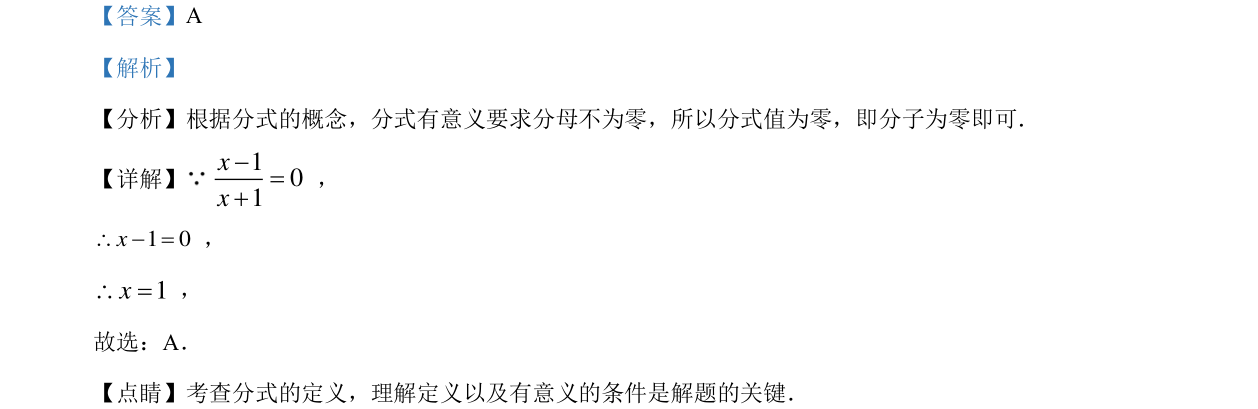 【答案】A
【解析】
【分析】根据分式的概念，分式有意义要求分母不为零，所以分式值为零，即分子为零即可．
【详解】∵ $\frac{x-1}{x+1}=0$ ，
∴x−1=0 ，
∴x=1 ，
故选：A．
【点睛】考查分式的定义，理解定义以及有意义的条件是解题的关键．